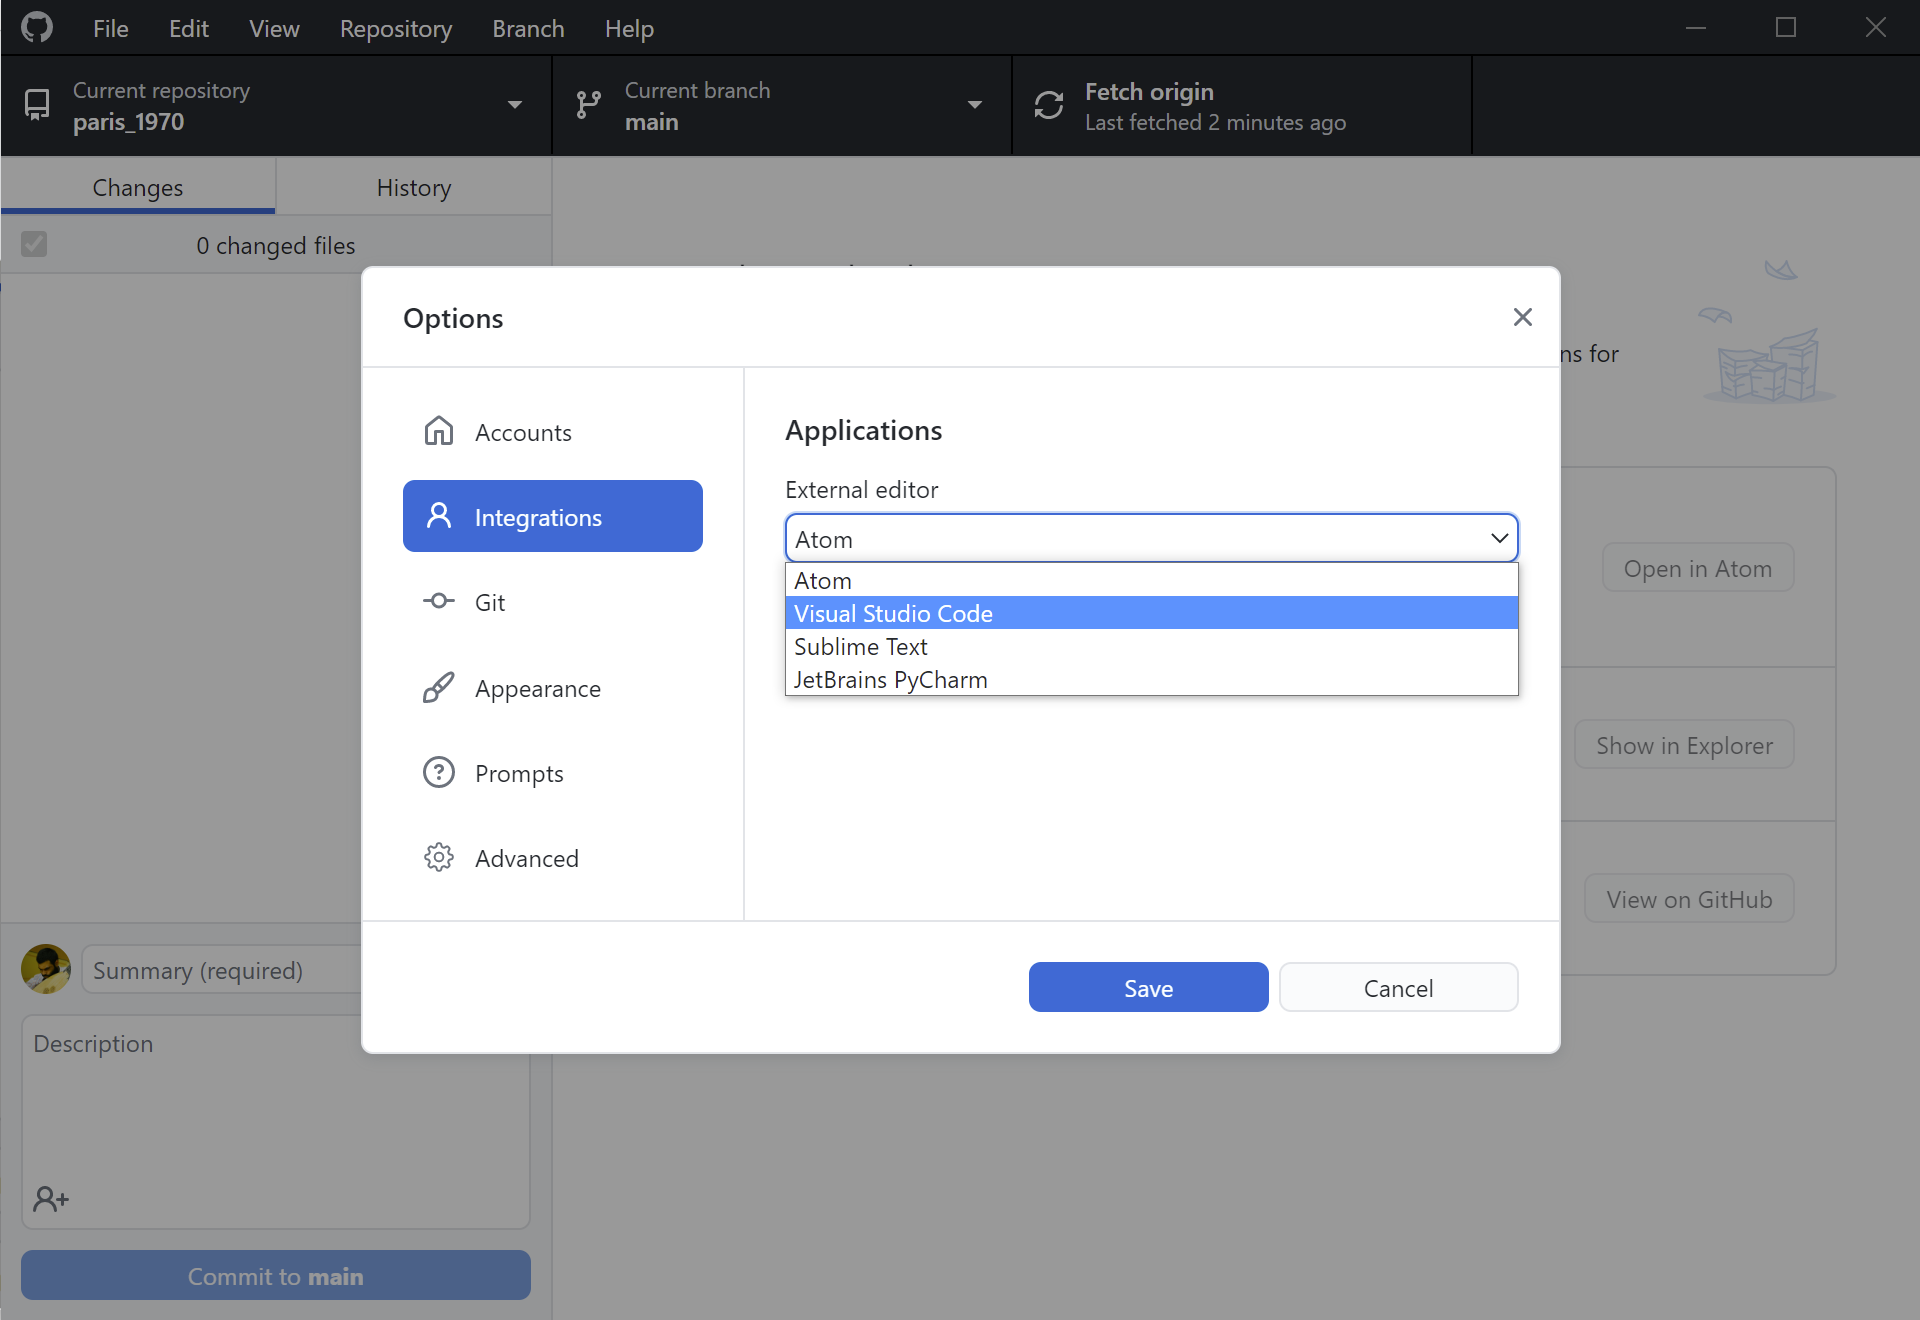 File Edit View Repository Branch Help
Current repository
paris_1970
Current branch
main
Fetch origin
Last fetched 2 minutes ago
Changes
History
0 changed files
Options
ns for
Accounts
Integrations
Git
Appearance
Prompts
Advanced
Applications
External editor
Atom
Atom
Visual Studio Code
Sublime Text
JetBrains PyCharm
Open in Atom
Show in Explorer
View on GitHub
Save
Cancel
Summary (required)
Description
Commit to main